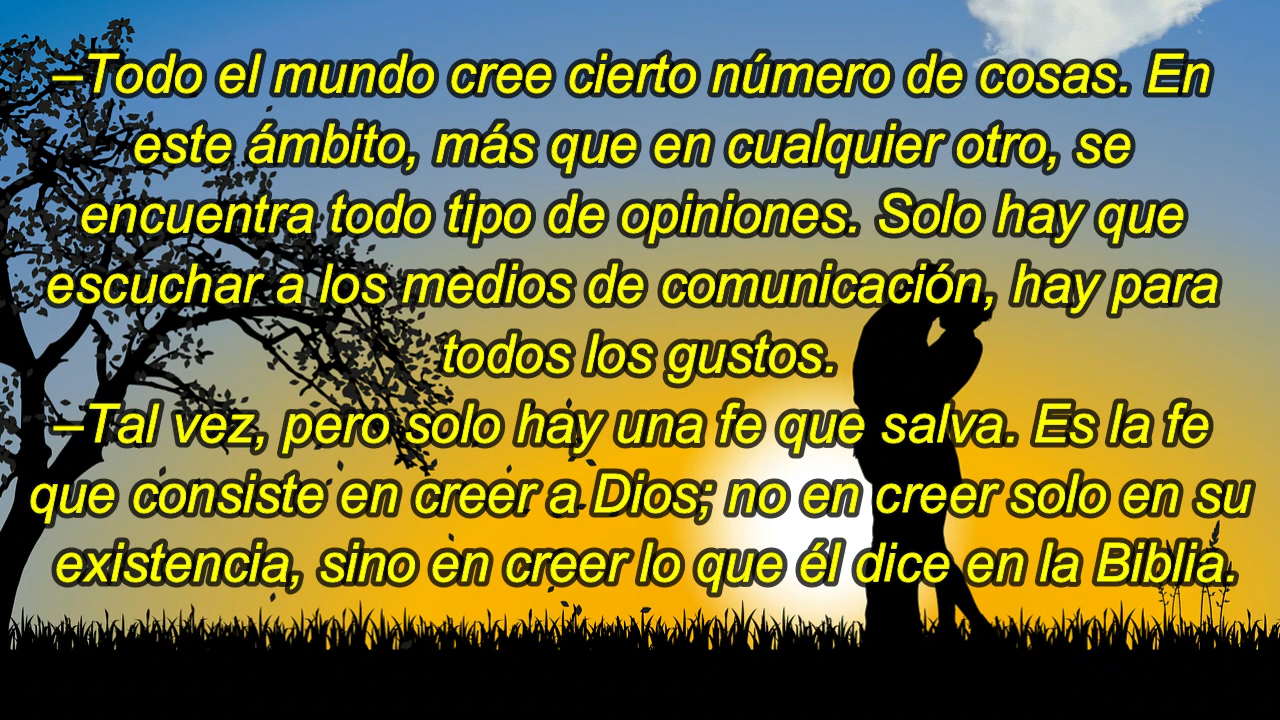 –Todo el mundo cree cierto número de cosas. En
este ámbito, más que en cualquier otro, se
encuentra todo tipo de opiniones. Solo hay que
escuchar a los medios de comunicación, hay para
todos los gustos.
–Tal vez, pero solo hay una fe que salva. Es la fe
que consiste en creer a Dios; no en creer solo en su
existencia, sino en creer lo que él dice en la Biblia.